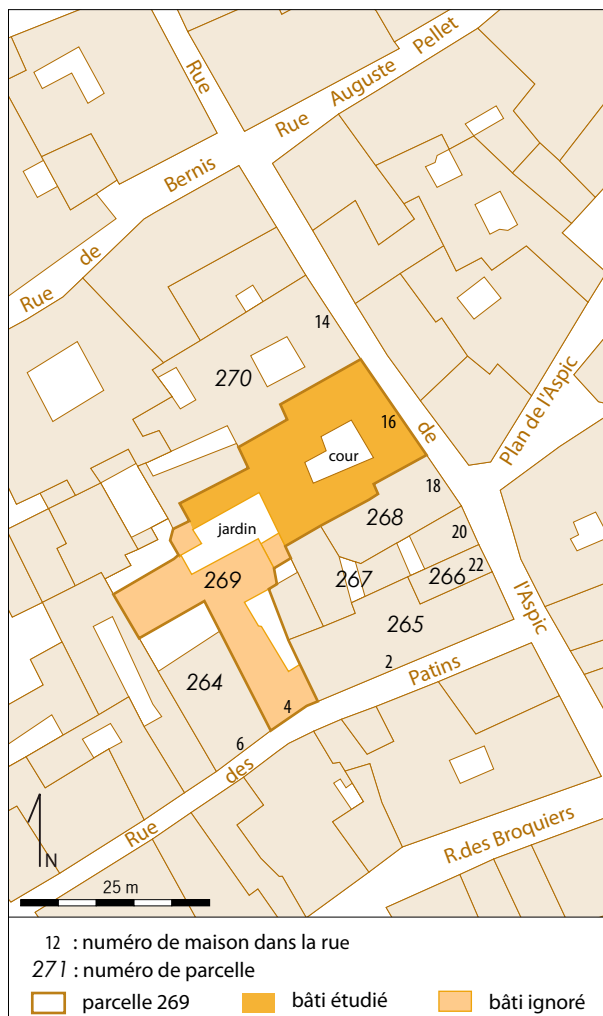 Rue
Rue Auguste Pellet
Rue de Bernis
14
270
de
Plan de l'Aspic
16
cour
18
268
jardin
20
269
267
266
22
l'Aspic
265
264
2
Patins
4
6
des
Rue
R.des Broquiers
N
25 m
12 : numéro de maison dans la rue
271 : numéro de parcelle
parcelle 269 bâti étudié bâti ignoré